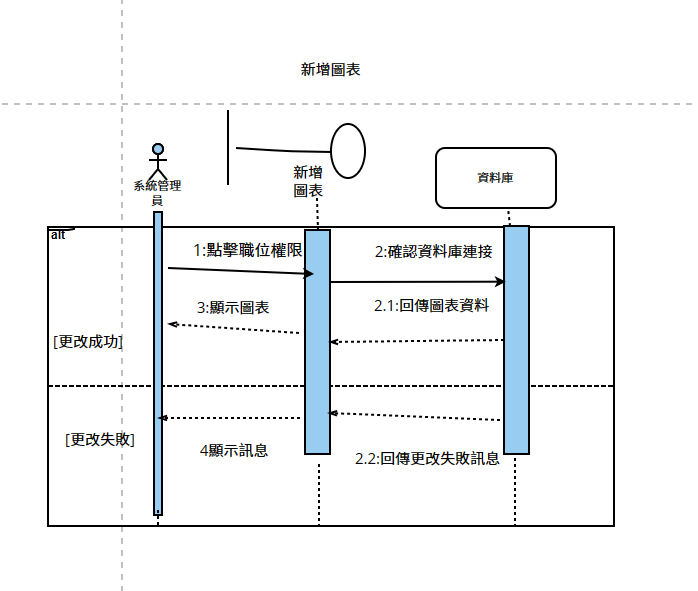 新增圖表
新增
圖表
資料庫
系統管理
員
alt
1:點擊職位權限
2:確認資料庫連接
3:顯示圖表
2.1:回傳圖表資料
[更改成功]
[更改失敗]
4顯示訊息
2.2:回傳更改失敗訊息